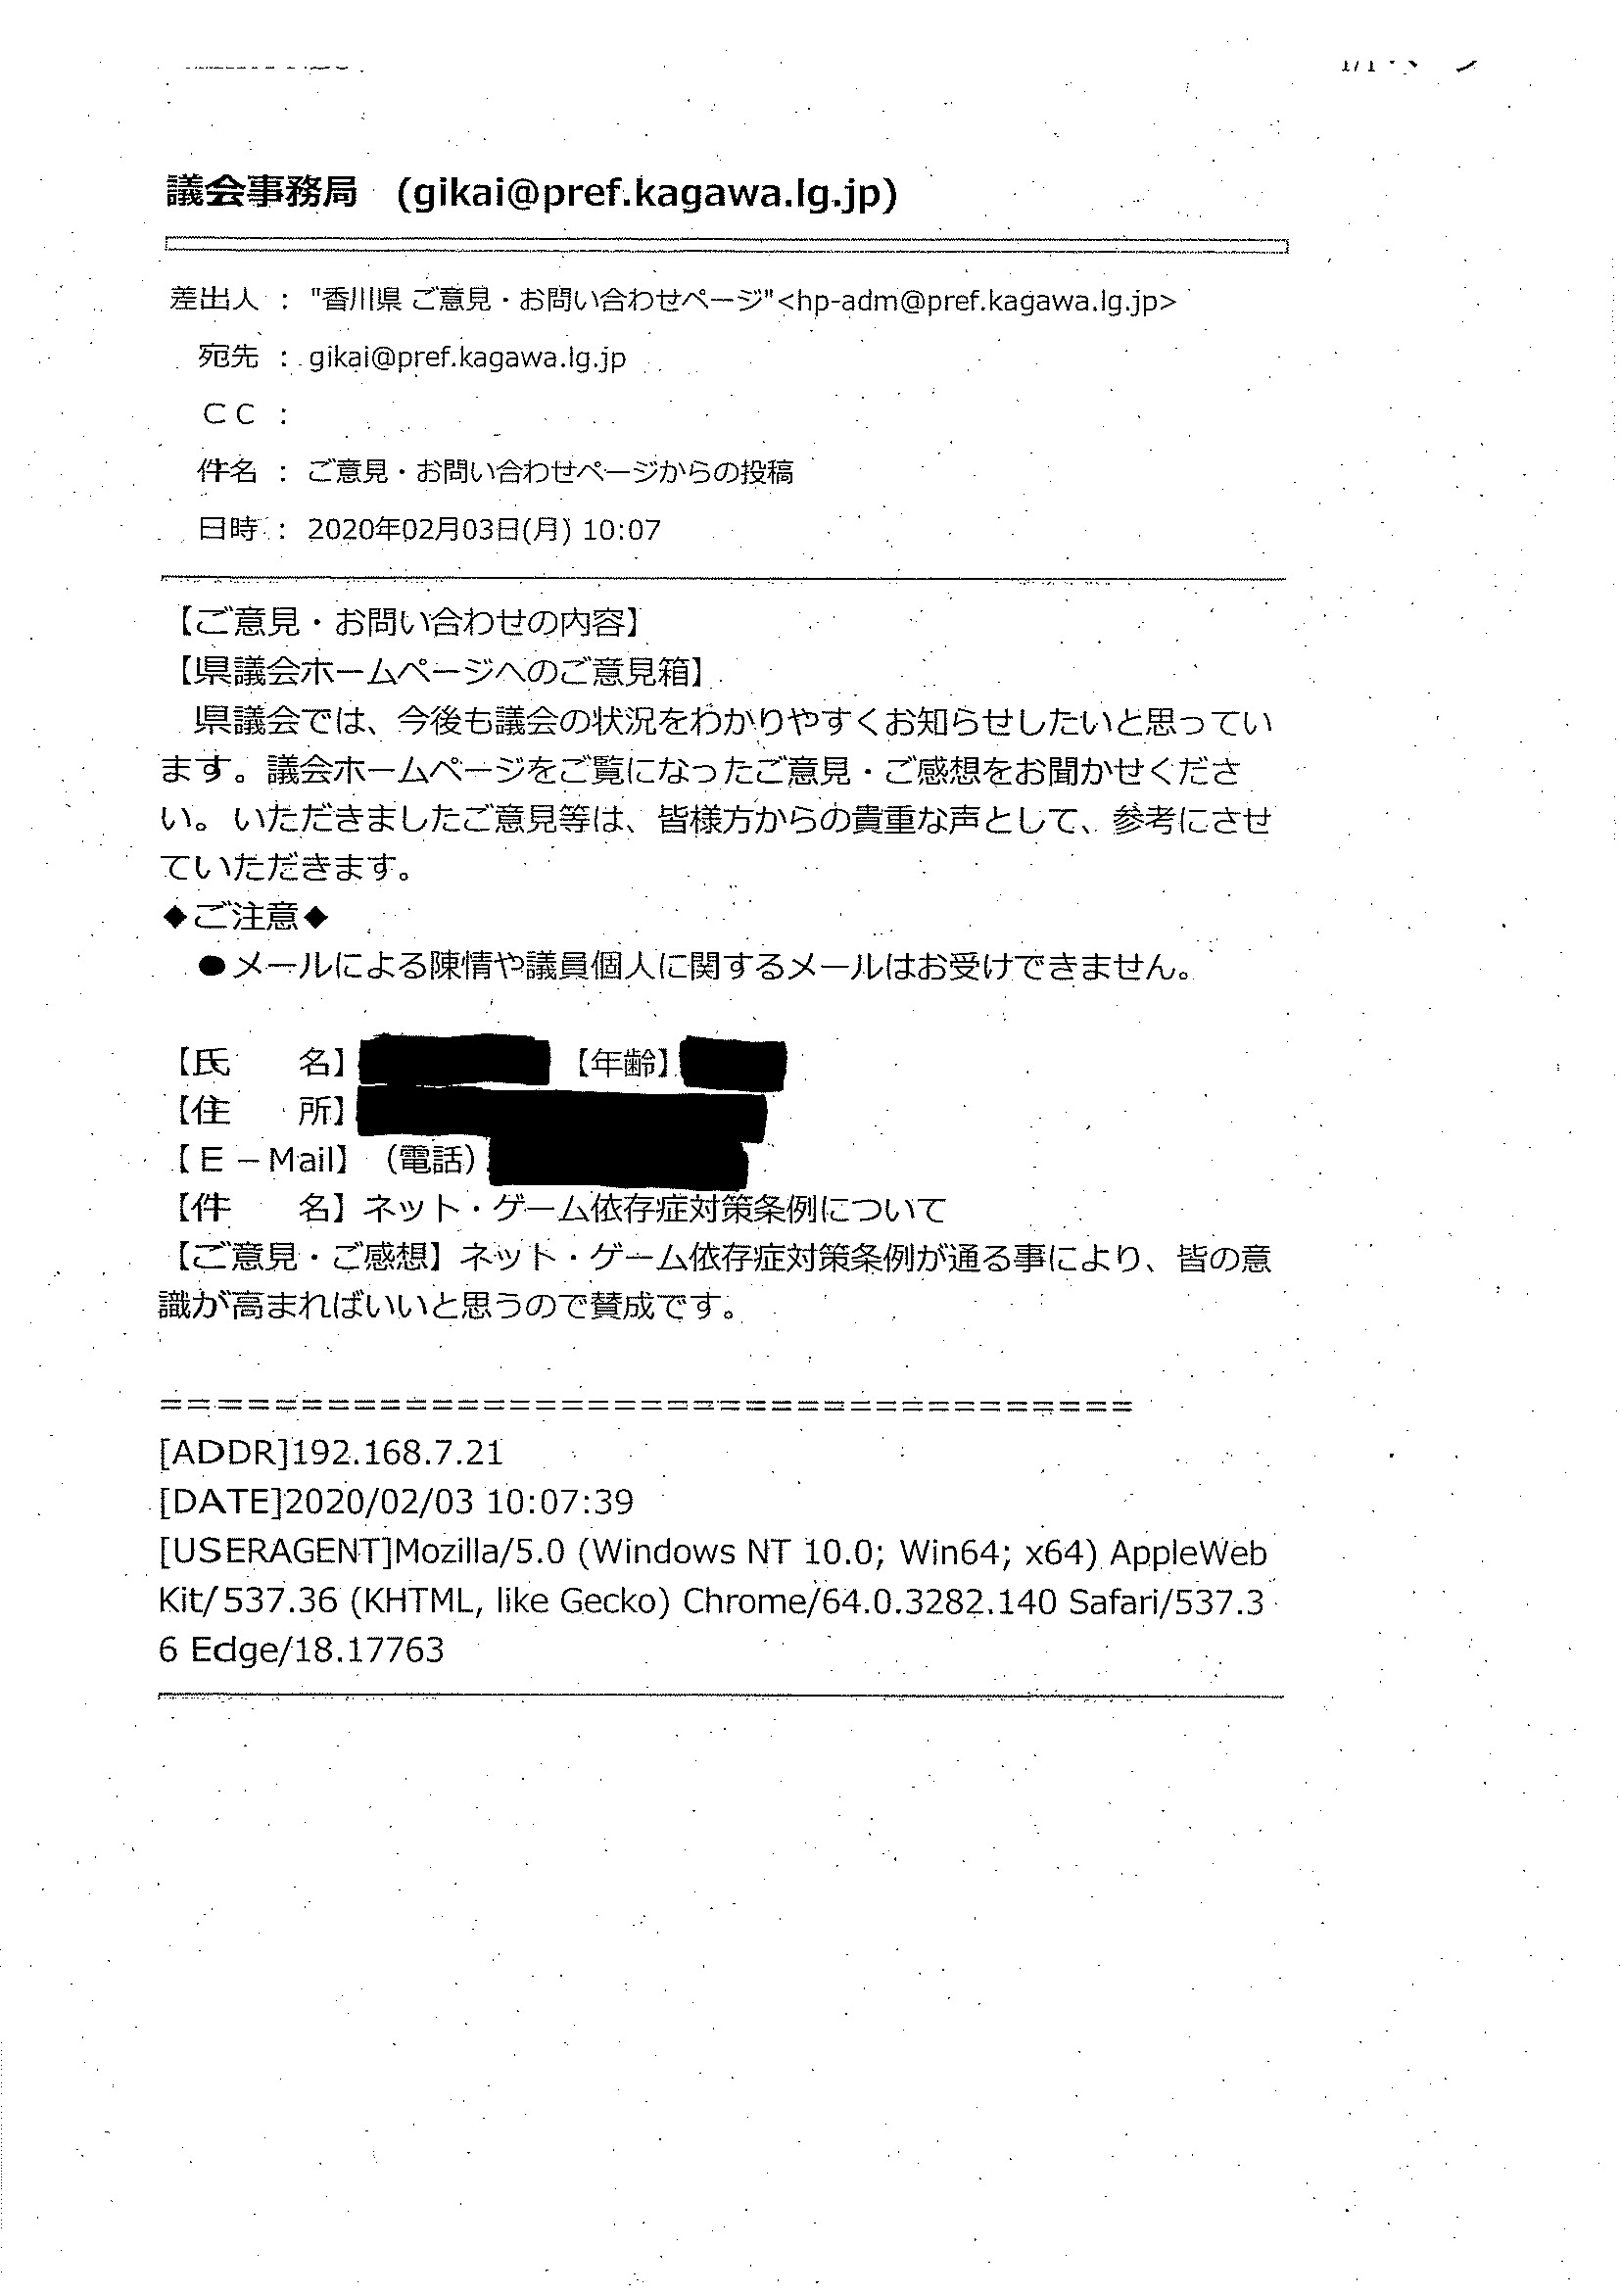 議会事務局 (gikai@pref.kagawa.lg.jp)
差出人 : "香川県 ご意見・お問い合わせページ"<hp-adm@pref.kagawa.lg.jp>
宛先 : gikai@pref.kagawa.lg.jp
ＣＣ :
件名 : ご意見・お問い合わせページからの投稿
日時 : 2020年02月03日(月) 10:07
【ご意見・お問い合わせの内容】
【県議会ホームページへのご意見箱】
　県議会では、今後も議会の状況をわかりやすくお知らせしたいと思ってい
ます。議会ホームページをご覧になったご意見・ご感想をお聞かせくださ
い。いただきましたご意見等は、皆様方からの貴重な声として、参考にさせ
ていただきます。
◆ご注意◆
　●メールによる陳情や議員個人に関するメールはお受けできません。
【氏　　名】　【年齢】
【住　　所】
【Ｅ－Mail】（電話）
【件　　名】ネット・ゲーム依存症対策条例について
【ご意見・ご感想】ネット・ゲーム依存症対策条例が通る事により、皆の意
識が高まればいいと思うので賛成です。
======================================
[ADDR]192.168.7.21
[DATE]2020/02/03 10:07:39
[USERAGENT]Mozilla/5.0 (Windows NT 10.0; Win64; x64) AppleWeb
Kit/537.36 (KHTML, like Gecko) Chrome/64.0.3282.140 Safari/537.3
6 Edge/18.17763